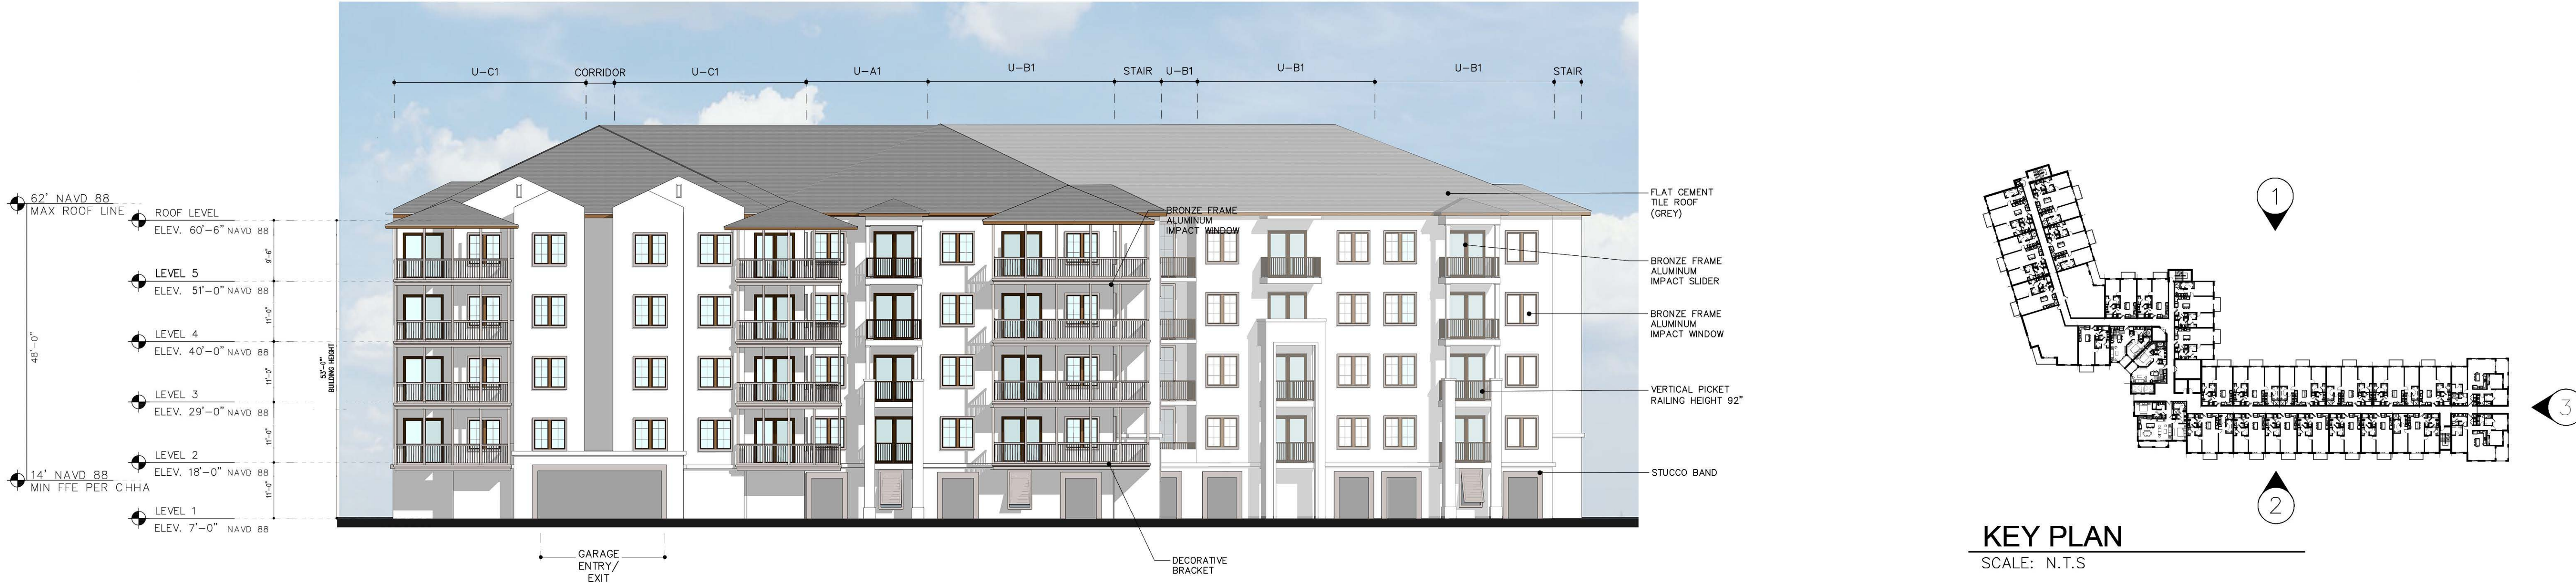 U-C1
CORRIDOR
U-C1
U-A1
U-B1
STAIR
U-B1
U-B1
U-B1
STAIR
62' NAVD 88
MAX ROOF LINE
48'-0"
14' NAVD 88
MIN FFE PER CHHA
ROOF LEVEL
ELEV. 60'-6" NAVD 88
9'-6"
LEVEL 5
ELEV. 51'-0" NAVD 88
11'-0"
LEVEL 4
ELEV. 40'-0" NAVD 88
11'-0"
LEVEL 3
ELEV. 29'-0" NAVD 88
11'-0"
LEVEL 2
ELEV. 18'-0" NAVD 88
11'-0"
LEVEL 1
ELEV. 7'-0" NAVD 88
53'-0""
BUILDING HEIGHT
BRONZE FRAME
ALUMINUM
IMPACT WINDOW
FLAT CEMENT
TILE ROOF
(GREY)
BRONZE FRAME
ALUMINUM
IMPACT SLIDER
BRONZE FRAME
ALUMINUM
IMPACT WINDOW
VERTICAL PICKET
RAILING HEIGHT 92"
STUCCO BAND
GARAGE
ENTRY/
EXIT
DECORATIVE
BRACKET
1
3
2
KEY PLAN
SCALE: N.T.S